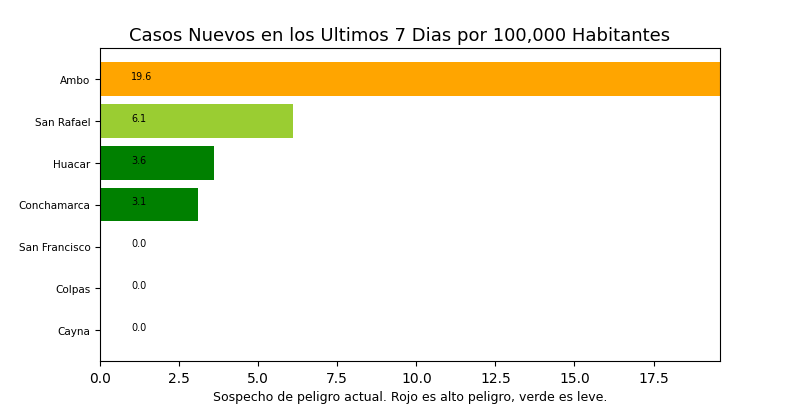 Casos Nuevos en los Ultimos 7 Dias por 100,000 Habitantes
Ambo 19.6
San Rafael 6.1
Huacar 3.6
Conchamarca 3.1
San Francisco 0.0
Colpas 0.0
Cayna 0.0
0.0 2.5 5.0 7.5 10.0 12.5 15.0 17.5
Sospecho de peligro actual. Rojo es alto peligro, verde es leve.